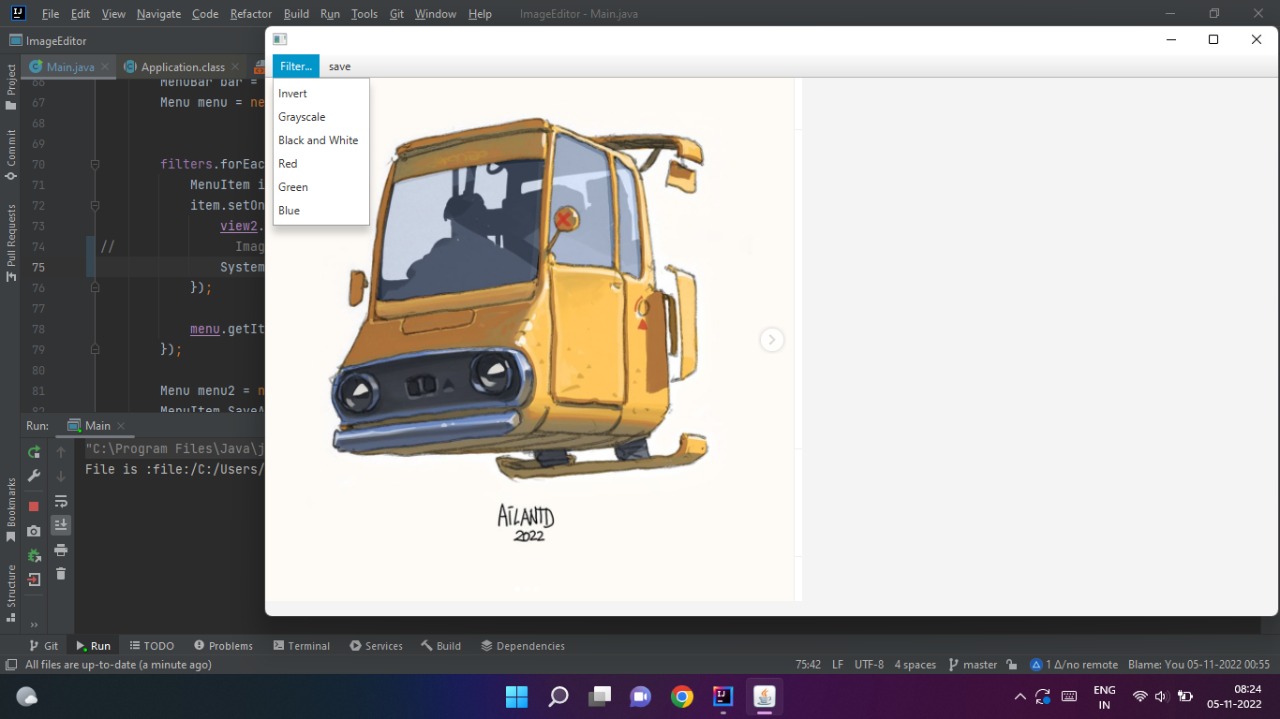 File Edit View Navigate Code Refactor Build Run Tools Git Window Help ImageEditor - Main.java
ImageEditor
Main.java Application.class
Filter... save
Invert
Grayscale
Black and White
Red
Green
Blue
Project
Commit
Pull Requests
Bookmarks
Structure
66 MenuBar bar =
67 Menu menu = ne
68
69
70 filters.forEac
71 MenuItem i
72 item.setOn
73 view2.
74 // Imag
75 System
76 });
77
78 menu.getIt
79 });
80
81 Menu menu2 = n
82 MenuItem SaveA
AiLANTD
2022
Run: Main
"C:\Program Files\Java\j
File is :file:/C:/Users/
Git Run TODO Problems Terminal Services Build Dependencies
All files are up-to-date (a minute ago) 75:42 LF UTF-8 4 spaces master 1 Δ/no remote Blame: You 05-11-2022 00:55
ENG
IN
08:24
05-11-2022